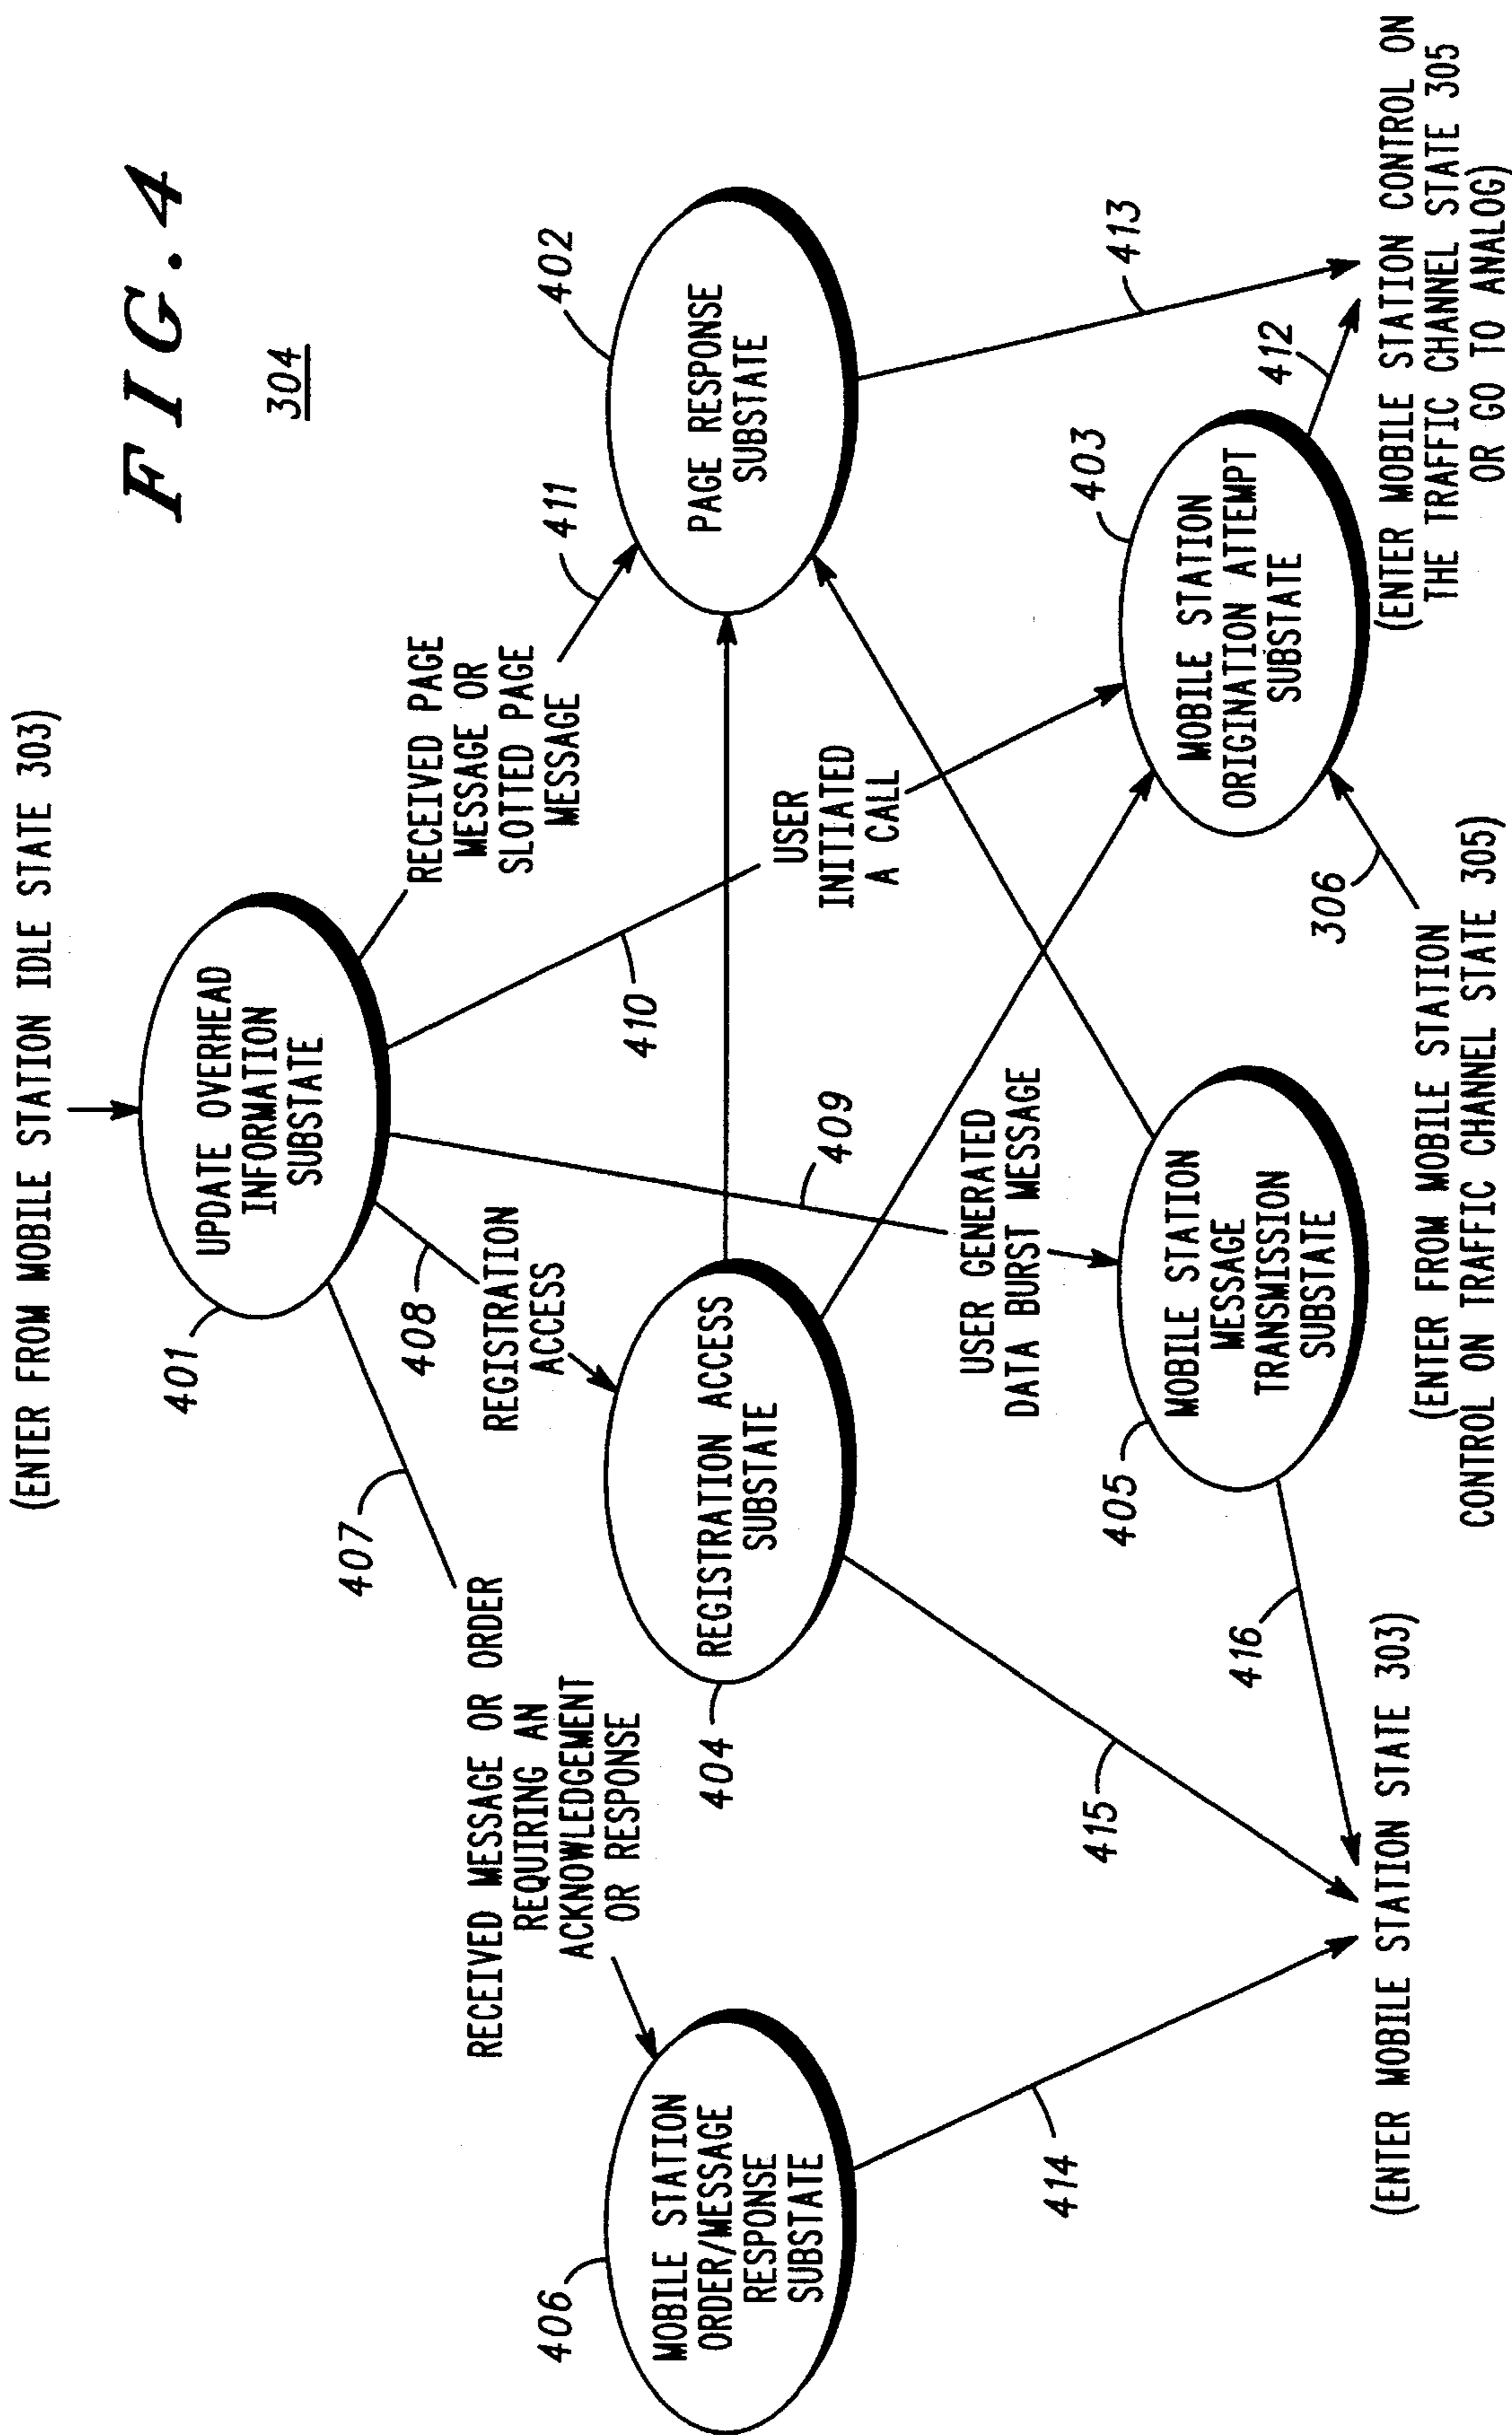 FIG. 4
304
(ENTER FROM MOBILE STATION IDLE STATE 303)
401
UPDATE OVERHEAD
INFORMATION
SUBSTATE
407
RECEIVED MESSAGE OR ORDER
REQUIRING AN
ACKNOWLEDGEMENT
OR RESPONSE
408
REGISTRATION
ACCESS
409
USER GENERATED
DATA BURST MESSAGE
410
USER
INITIATED
A CALL
RECEIVED PAGE
MESSAGE OR
SLOTTED PAGE
MESSAGE
411
406
MOBILE STATION
ORDER/MESSAGE
RESPONSE
SUBSTATE
404
REGISTRATION ACCESS
SUBSTATE
402
PAGE RESPONSE
SUBSTATE
405
MOBILE STATION
MESSAGE
TRANSMISSION
SUBSTATE
403
MOBILE STATION
ORIGINATION ATTEMPT
SUBSTATE
414
415
416
306
412
413
(ENTER MOBILE STATION STATE 303)
(ENTER FROM MOBILE STATION
CONTROL ON TRAFFIC CHANNEL STATE 305)
(ENTER MOBILE STATION CONTROL ON
THE TRAFFIC CHANNEL STATE 305
OR GO TO ANALOG)